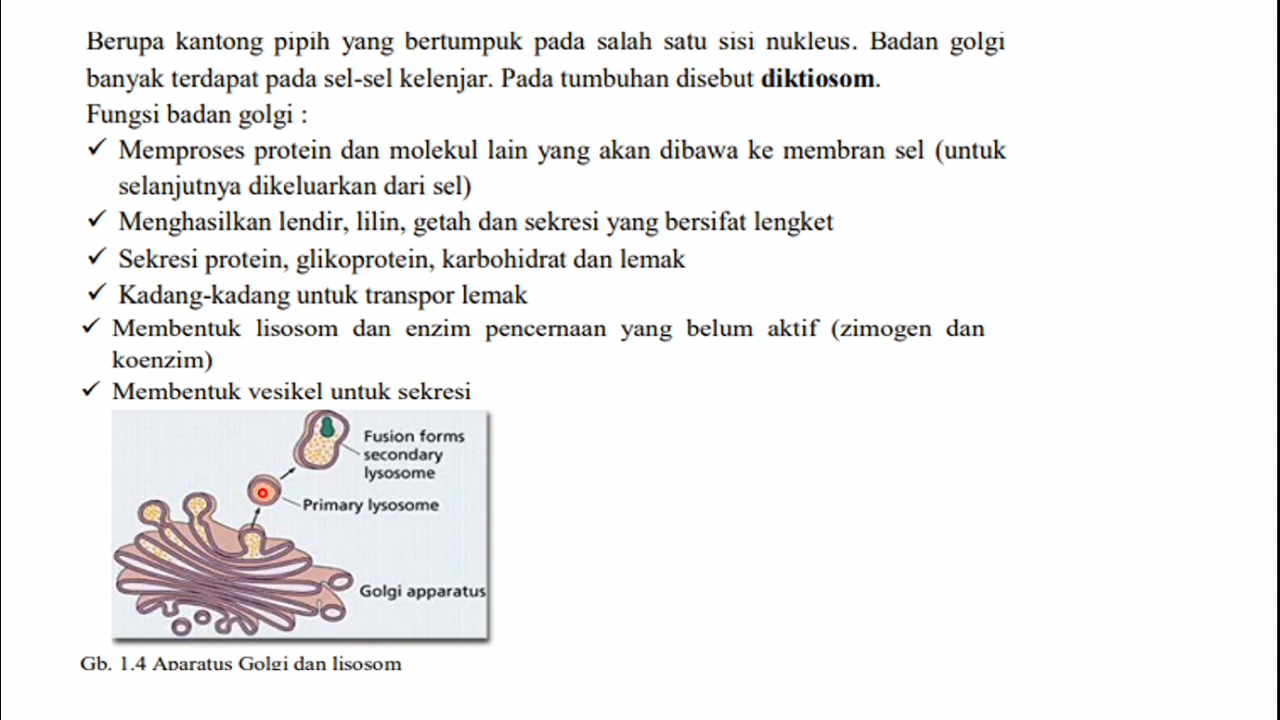 Berupa kantong pipih yang bertumpuk pada salah satu sisi nukleus. Badan golgi
banyak terdapat pada sel-sel kelenjar. Pada tumbuhan disebut diktiosom.
Fungsi badan golgi :
✓ Memproses protein dan molekul lain yang akan dibawa ke membran sel (untuk
selanjutnya dikeluarkan dari sel)
✓ Menghasilkan lendir, lilin, getah dan sekresi yang bersifat lengket
✓ Sekresi protein, glikoprotein, karbohidrat dan lemak
✓ Kadang-kadang untuk transpor lemak
✓ Membentuk lisosom dan enzim pencernaan yang belum aktif (zimogen dan
koenzim)
✓ Membentuk vesikel untuk sekresi
Fusion forms
secondary
lysosome
Primary lysosome
Golgi apparatus
Gb. 1.4 Aparatus Golgi dan lisosom